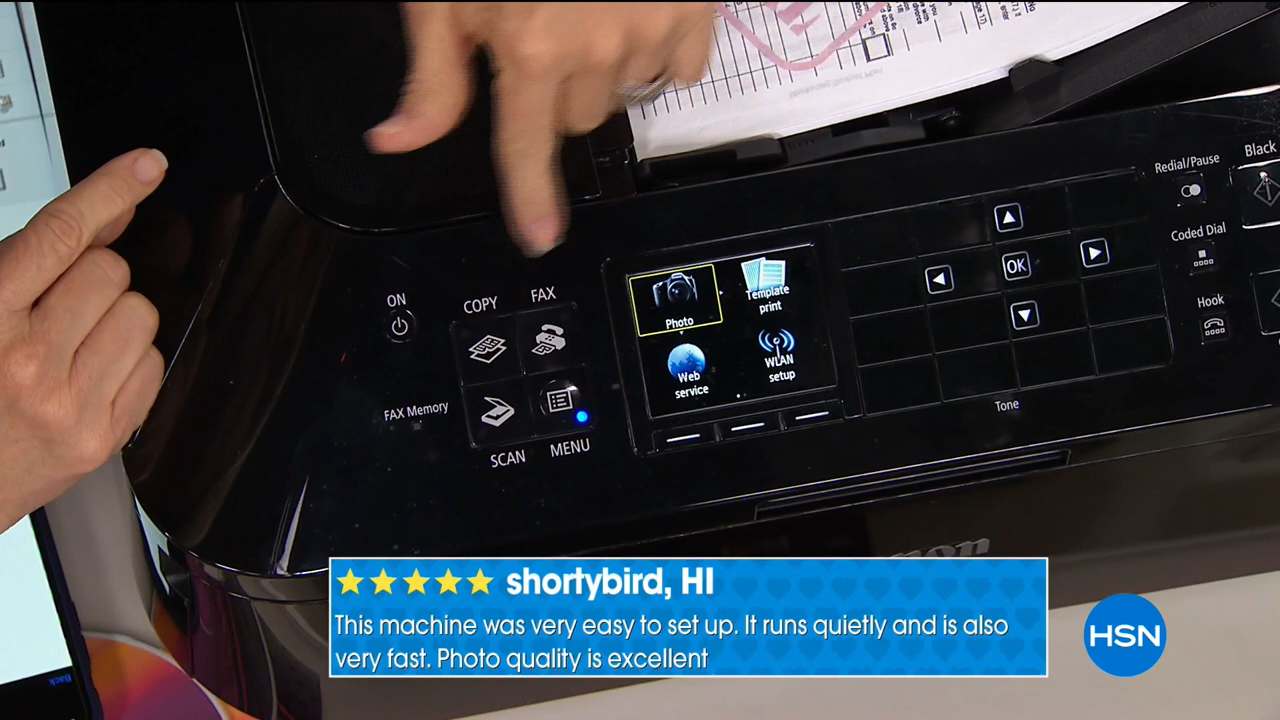 Redial/Pause
Black
Coded Dial
Hook
Tone
ON
COPY
FAX
FAX Memory
SCAN
MENU
Photo
Template
print
Web
service
WLAN
setup
OK
Back
shortybird, HI
This machine was very easy to set up. It runs quietly and is also
very fast. Photo quality is excellent
HSN